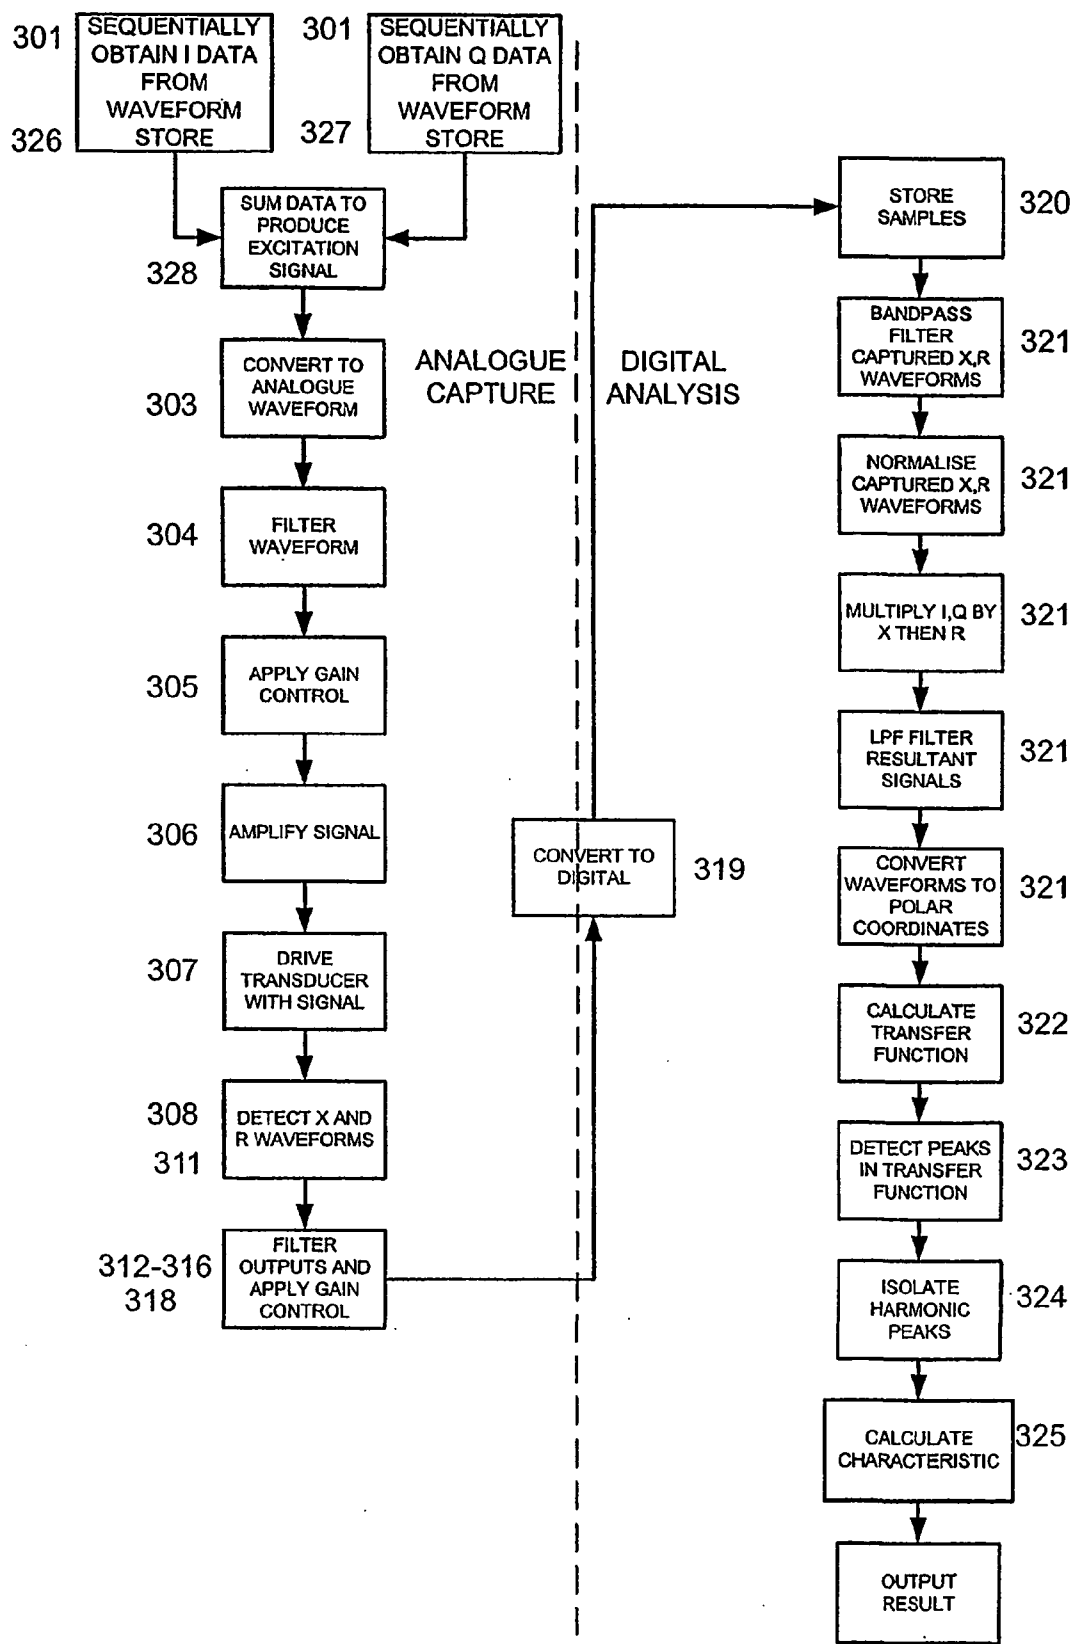 301
SEQUENTIALLY
OBTAIN I DATA
FROM
WAVEFORM
STORE
326
301
SEQUENTIALLY
OBTAIN Q DATA
FROM
WAVEFORM
STORE
327
SUM DATA TO
PRODUCE
EXCITATION
SIGNAL
328
CONVERT TO
ANALOGUE
WAVEFORM
303
FILTER
WAVEFORM
304
APPLY GAIN
CONTROL
305
AMPLIFY SIGNAL
306
DRIVE
TRANSDUCER
WITH SIGNAL
307
DETECT X AND
R WAVEFORMS
308
311
FILTER
OUTPUTS AND
APPLY GAIN
CONTROL
312-316
318
ANALOGUE
CAPTURE
DIGITAL
ANALYSIS
CONVERT TO
DIGITAL
319
STORE
SAMPLES
320
BANDPASS
FILTER
CAPTURED X,R
WAVEFORMS
321
NORMALISE
CAPTURED X,R
WAVEFORMS
321
MULTIPLY I,Q BY
X THEN R
321
LPF FILTER
RESULTANT
SIGNALS
321
CONVERT
WAVEFORMS TO
POLAR
COORDINATES
321
CALCULATE
TRANSFER
FUNCTION
322
DETECT PEAKS
IN TRANSFER
FUNCTION
323
ISOLATE
HARMONIC
PEAKS
324
CALCULATE
CHARACTERISTIC
325
OUTPUT
RESULT